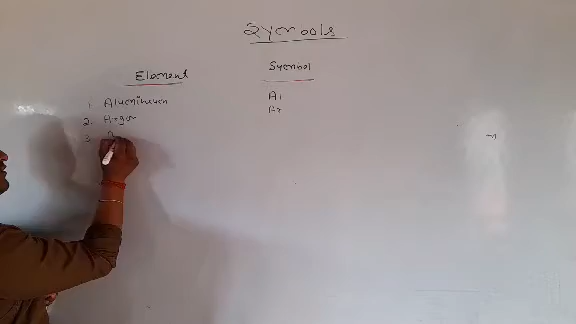 Symbols
Element Symbol
1. Aluminium Al
2. Argon Ar
3.